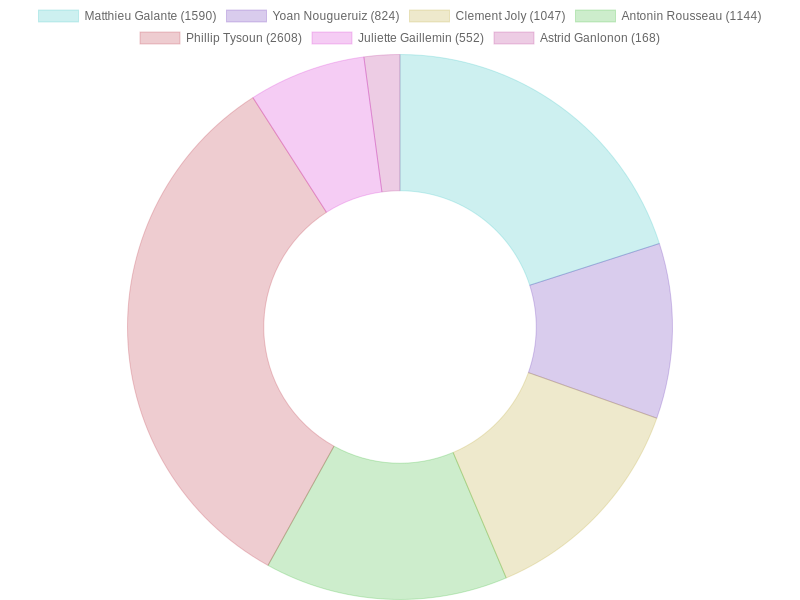 Matthieu Galante (1590) Yoan Nougueruiz (824) Clement Joly (1047) Antonin Rousseau (1144)
Phillip Tysoun (2608) Juliette Gaillemin (552) Astrid Ganlonon (168)